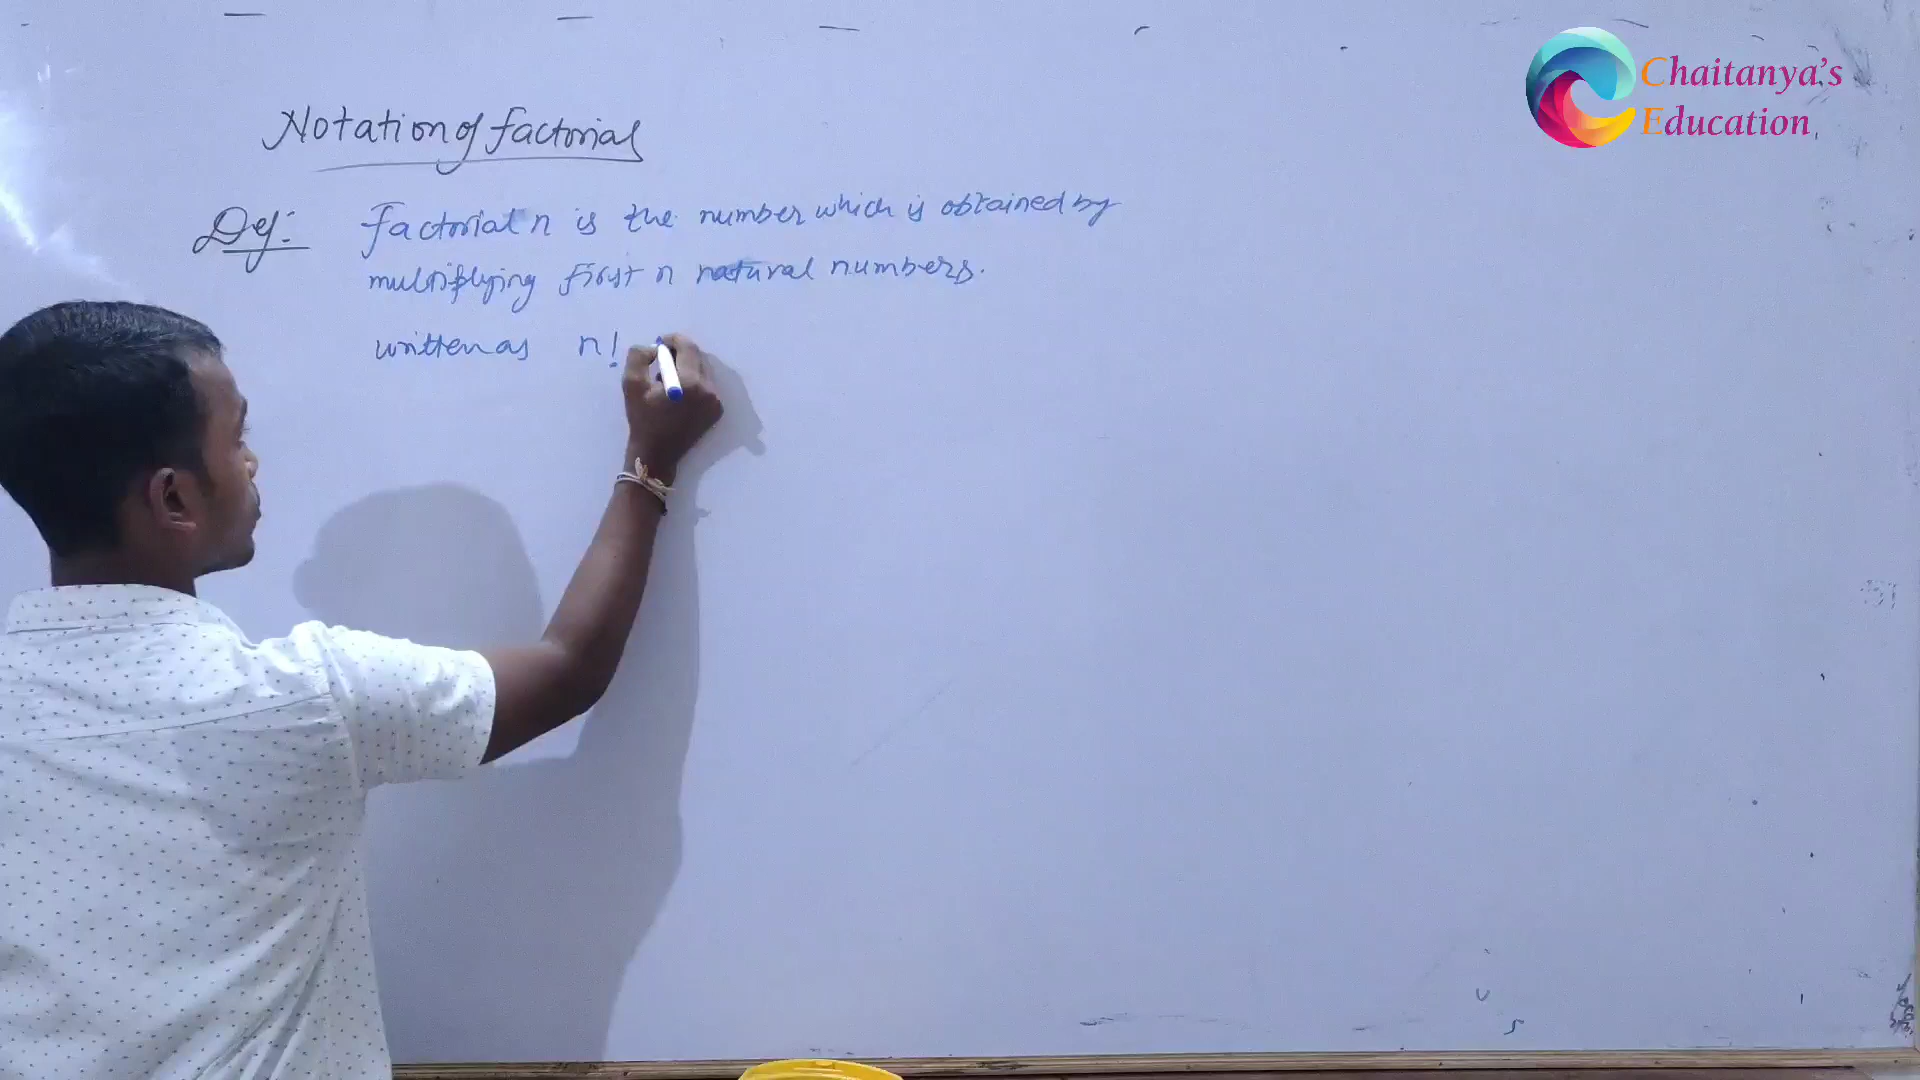 Chaitanya's
Education
Notation of factorial
Def:
Factorial n is the number which is obtained by
multiplying first n natural numbers.
written as n!